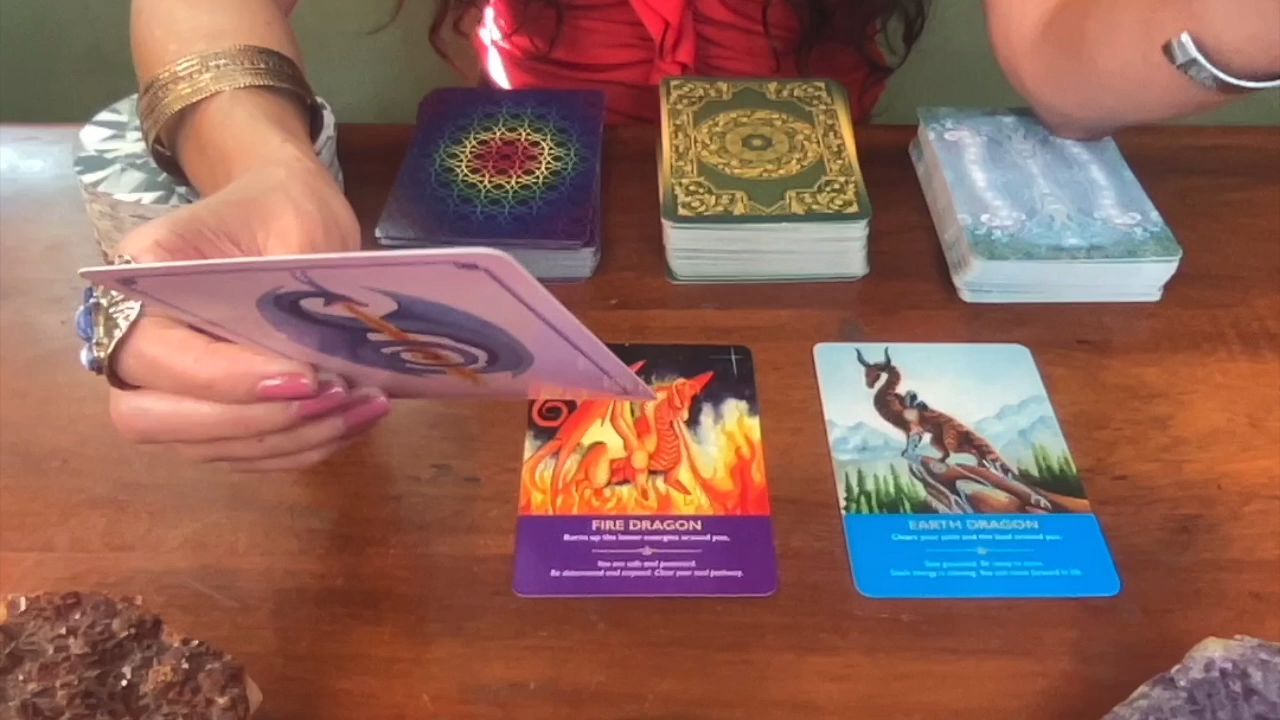 FIRE DRAGON
Burns up the lower energies around you.
You are safe and protected.
Be determined and expand. Clear your soul pathway.
EARTH DRAGON
Clears your path and the land around you.
Stay grounded. Be ready to move.
Stuck energy is clearing. You can move forward in life.